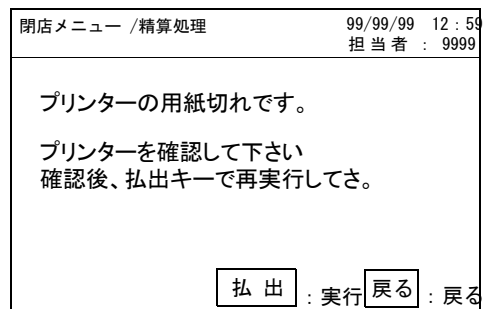 閉店メニュー /精算処理 99/99/99 12:59
担当者 : 9999
プリンターの用紙切れです。
プリンターを確認して下さい
確認後、払出キーで再実行してさ。
払 出 : 実行 戻る : 戻る